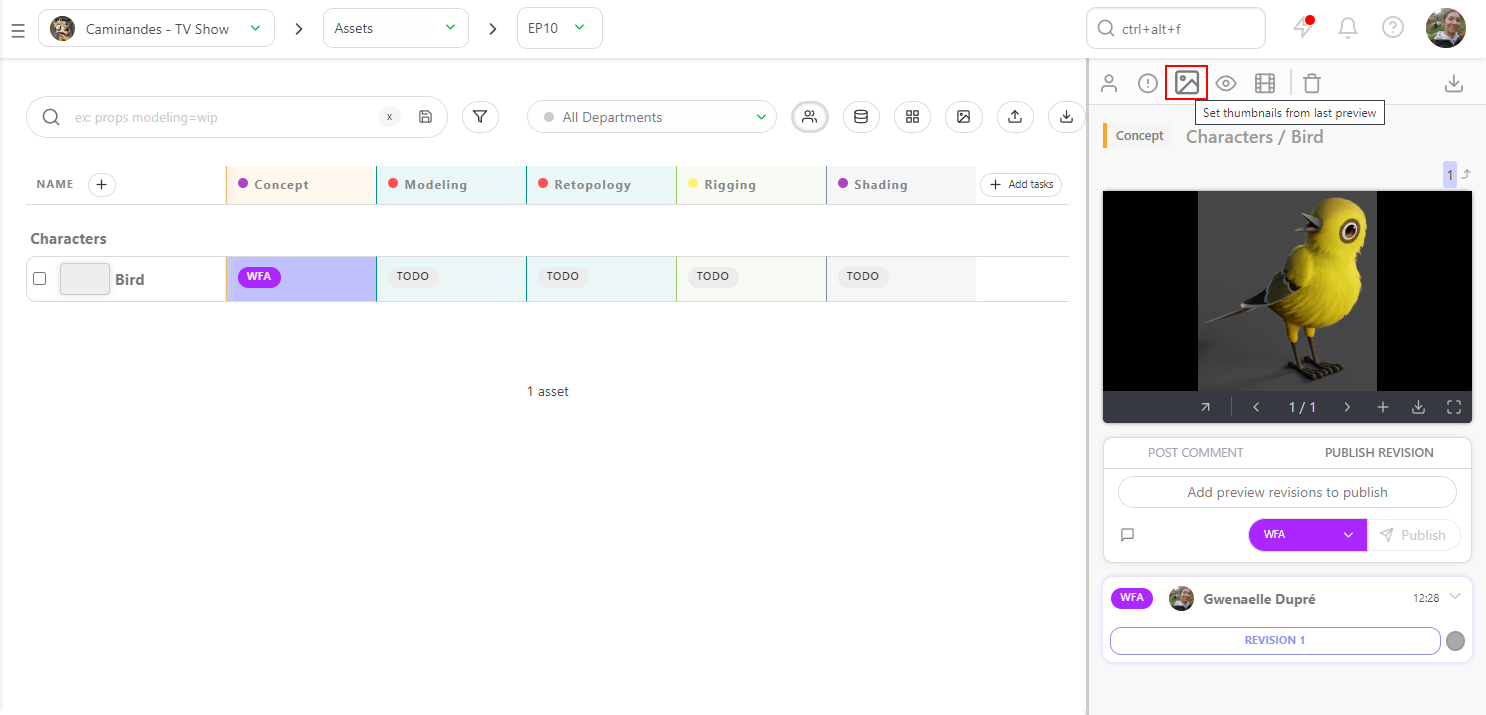 Caminandes - TV Show
Assets
EP10
ctrl+alt+f
Set thumbnails from last preview
ex: props modeling=wip
x
All Departments
Concept
Characters / Bird
NAME
Concept
Modeling
Retopology
Rigging
Shading
Add tasks
1
Characters
Bird
WFA
TODO
TODO
TODO
TODO
1 asset
1 / 1
POST COMMENT
PUBLISH REVISION
Add preview revisions to publish
WFA
Publish
WFA
Gwenaelle Dupré
12:28
REVISION 1